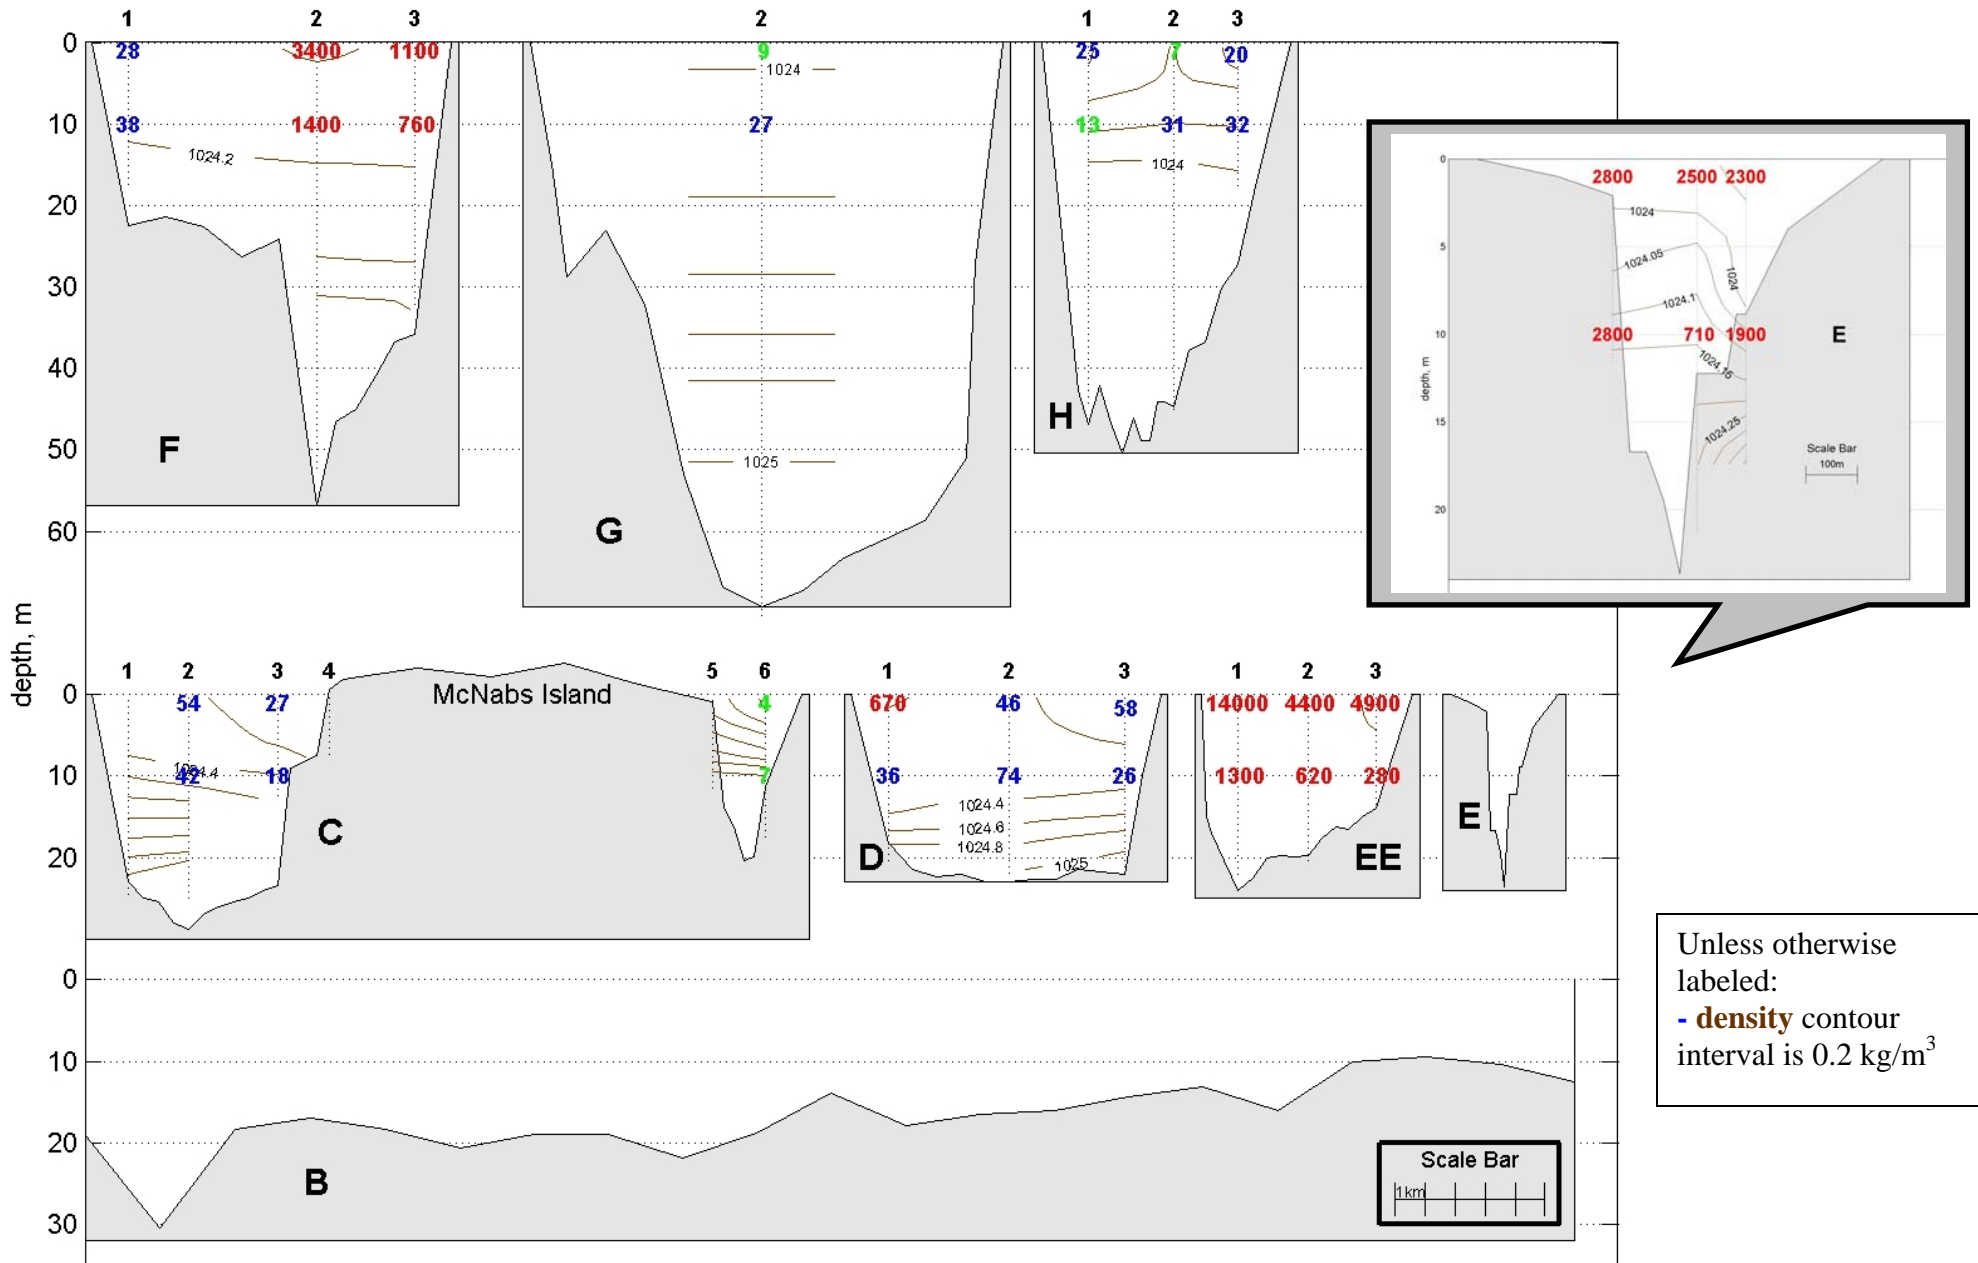 1 2 3 2 1 2 3
0 28 3400 1100 9 25 7 20
1024
10 38 1400 760 27 13 31 32
1024.2 1024
20
30
40
50
60
F
G
H
1025
0
5
10
15
20
depth, m
2800 2500 2300
1024
1024.05
1024
1024.1
2800 710 1900
1024.15
1024.25
E
Scale Bar
100m
depth, m
1 2 3 4 5 6 1 2 3 1 2 3
McNabs Island
0 54 27 4 670 46 58 14000 4400 4900
1024.4
10 42 18 7 36 74 26 1300 620 280
1024.4
1024.6
1024.8
1025
20
C
D
EE
E
0
10
20
30
B
Scale Bar
1km
Unless otherwise
labeled:
- density contour
interval is 0.2 kg/m³